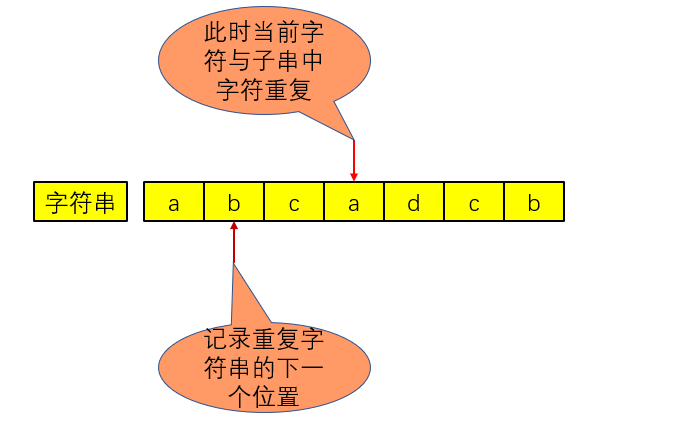 此时当前字
符与子串中
字符重复
字符串 a b c a d c b
记录重复字
符串的下一
个位置